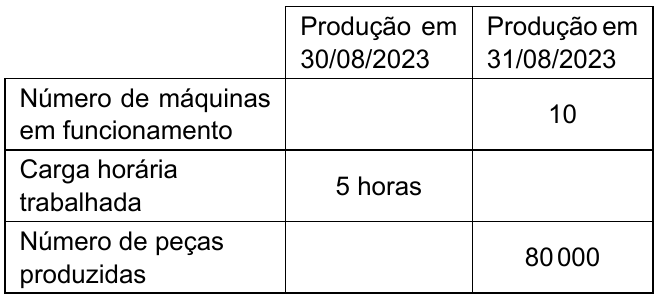 Produção em
30/08/2023
Produção em
31/08/2023
Número de máquinas
em funcionamento
10
Carga horária
trabalhada
5 horas
Número de peças
produzidas
80 000